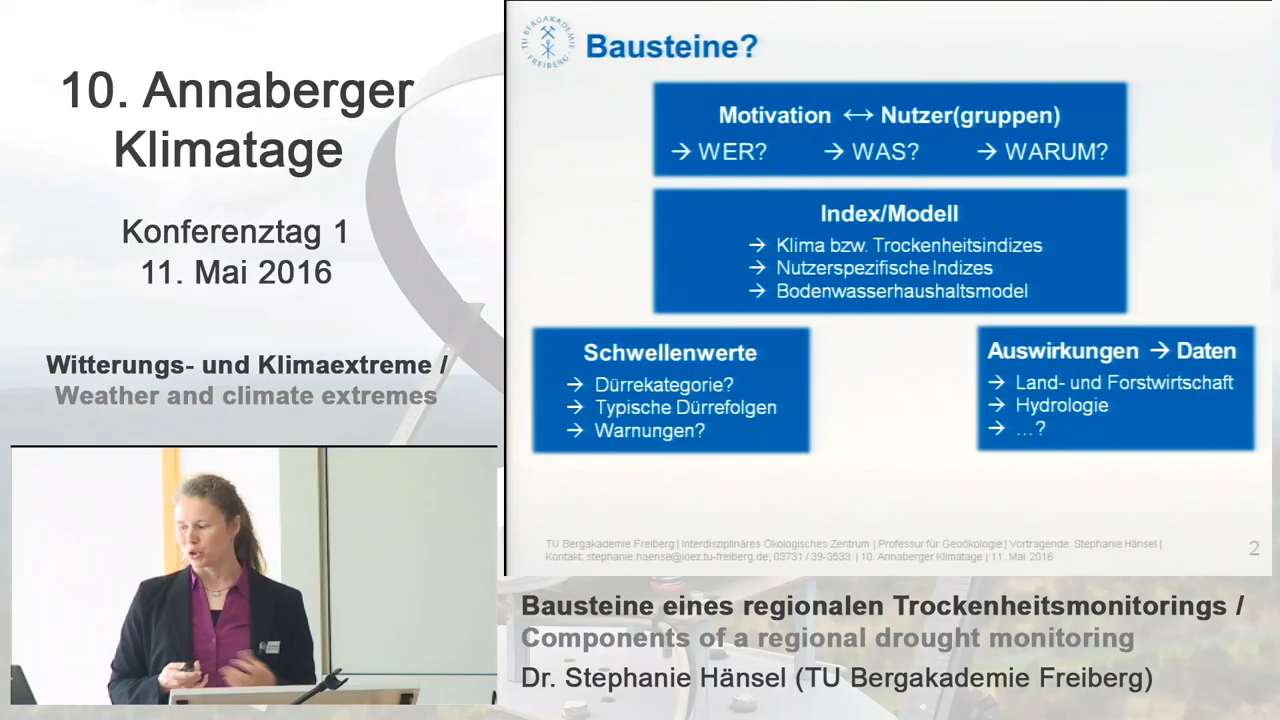 10. Annaberger
Klimatage
Konferenztag 1
11. Mai 2016
Witterungs- und Klimaextreme /
Weather and climate extremes
TU BERGAKADEMIE FREIBERG
Bausteine?
Motivation ↔ Nutzer(gruppen)
→ WER? → WAS? → WARUM?
Index/Modell
→ Klima bzw. Trockenheitsindizes
→ Nutzerspezifische Indizes
→ Bodenwasserhaushaltsmodel
Schwellenwerte
→ Dürrekategorie?
→ Typische Dürrefolgen
→ Warnungen?
Auswirkungen → Daten
→ Land- und Forstwirtschaft
→ Hydrologie
→ ...?
TU Bergakademie Freiberg | Interdisziplinäres Ökologisches Zentrum | Professur für Geoökologie | Vortragende: Stephanie Hänsel |
Kontakt: stephanie.haense@ioez.tu-freiberg.de; 03731 / 39-3533 | 10. Annaberger Klimatage | 11. Mai 2016
2
Bausteine eines regionalen Trockenheitsmonitorings /
Components of a regional drought monitoring
Dr. Stephanie Hänsel (TU Bergakademie Freiberg)